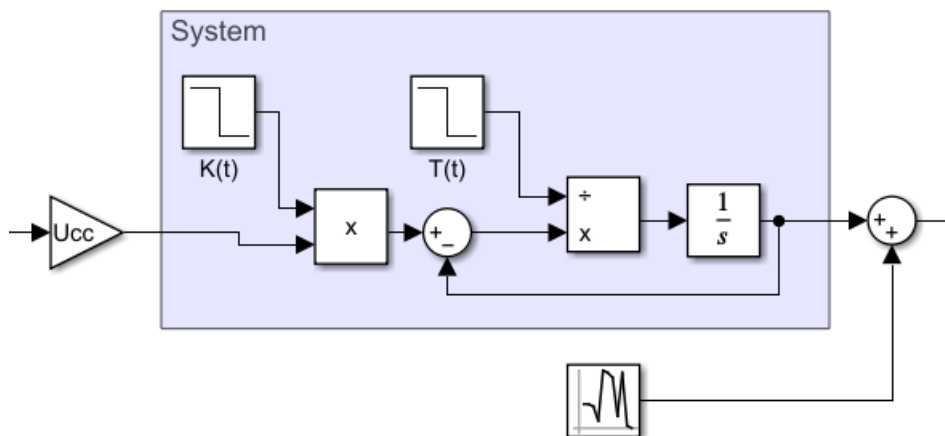 System
K(t)
T(t)
Ucc
x
+
−
÷
x
1
s
+
+